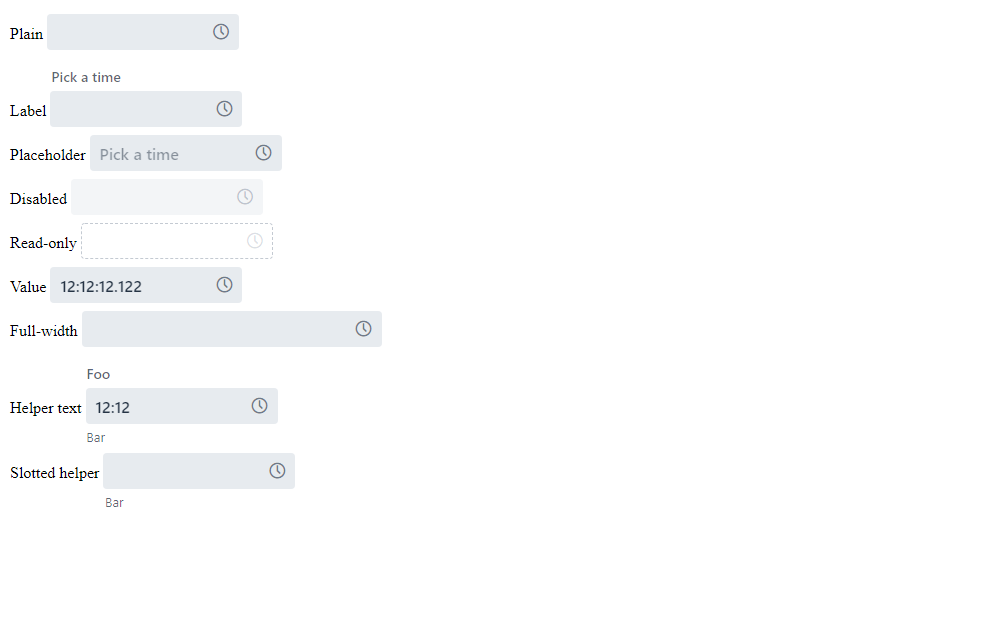 Plain
Pick a time
Label
Placeholder Pick a time
Disabled
Read-only
Value 12:12:12.122
Full-width
Foo
Helper text 12:12
Bar
Slotted helper
Bar